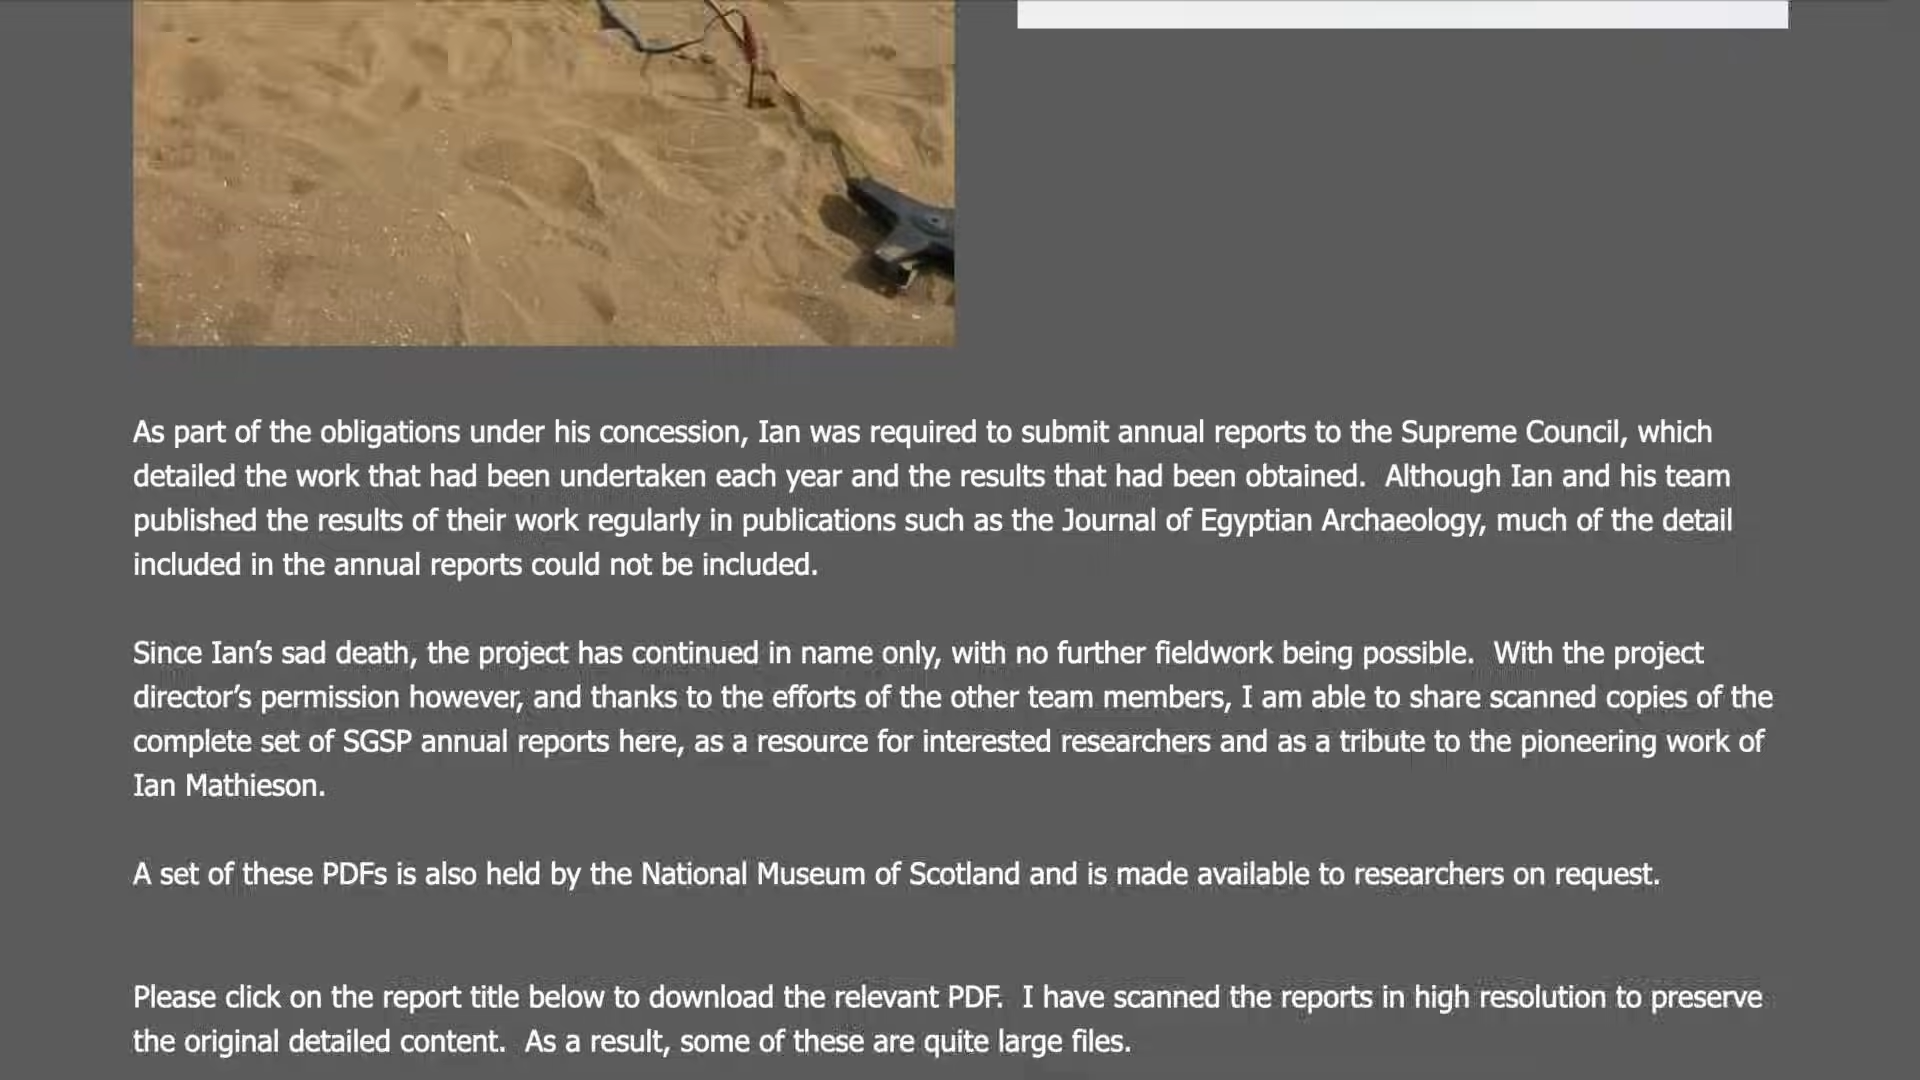 As part of the obligations under his concession, Ian was required to submit annual reports to the Supreme Council, which
detailed the work that had been undertaken each year and the results that had been obtained.  Although Ian and his team
published the results of their work regularly in publications such as the Journal of Egyptian Archaeology, much of the detail
included in the annual reports could not be included.
Since Ian’s sad death, the project has continued in name only, with no further fieldwork being possible.  With the project
director’s permission however, and thanks to the efforts of the other team members, I am able to share scanned copies of the
complete set of SGSP annual reports here, as a resource for interested researchers and as a tribute to the pioneering work of
Ian Mathieson.
A set of these PDFs is also held by the National Museum of Scotland and is made available to researchers on request.
Please click on the report title below to download the relevant PDF.  I have scanned the reports in high resolution to preserve
the original detailed content.  As a result, some of these are quite large files.